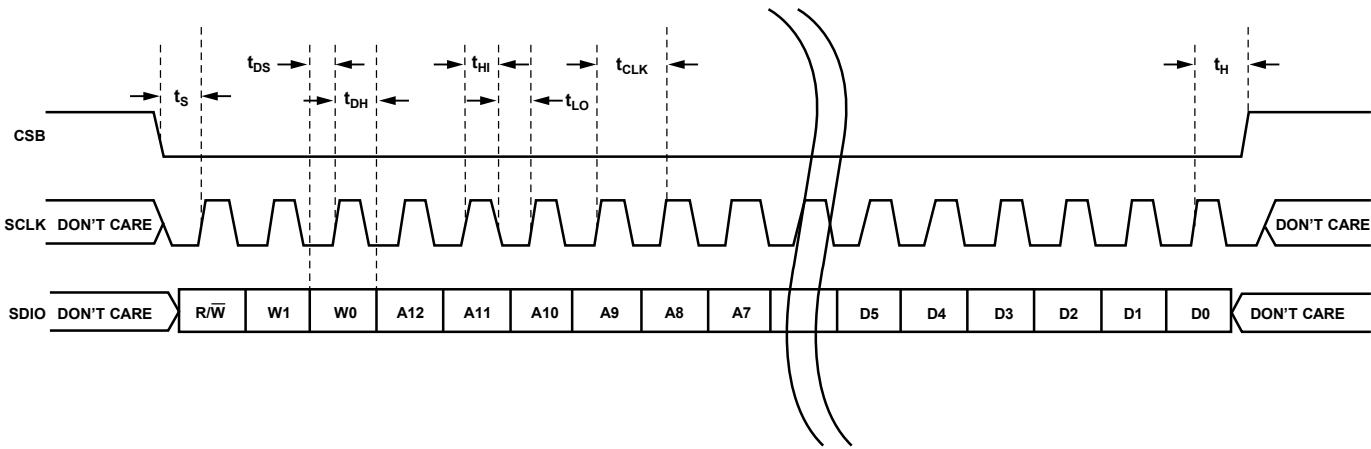 tDS
tHI
tCLK
tH
tS
tDH
tLO
CSB
SCLK DON'T CARE DON'T CARE
SDIO DON'T CARE R/W̅ W1 W0 A12 A11 A10 A9 A8 A7 D5 D4 D3 D2 D1 D0 DON'T CARE